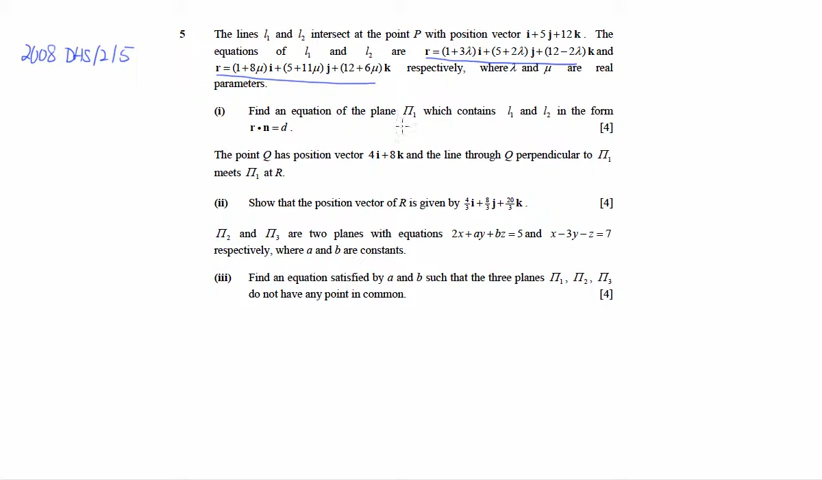 2008 DHS/2/5
5 The lines l₁ and l₂ intersect at the point P with position vector i+5j+12k. The
equations of l₁ and l₂ are r=(1+3λ)i+(5+2λ)j+(12−2λ)k and
r=(1+8μ)i+(5+11μ)j+(12+6μ)k respectively, where λ and μ are real
parameters.
(i) Find an equation of the plane Π₁ which contains l₁ and l₂ in the form
r•n=d. [4]
The point Q has position vector 4i+8k and the line through Q perpendicular to Π₁
meets Π₁ at R.
(ii) Show that the position vector of R is given by 4/3 i+8/3 j+20/3 k. [4]
Π₂ and Π₃ are two planes with equations 2x+ay+bz=5 and x−3y−z=7
respectively, where a and b are constants.
(iii) Find an equation satisfied by a and b such that the three planes Π₁, Π₂, Π₃
do not have any point in common. [4]